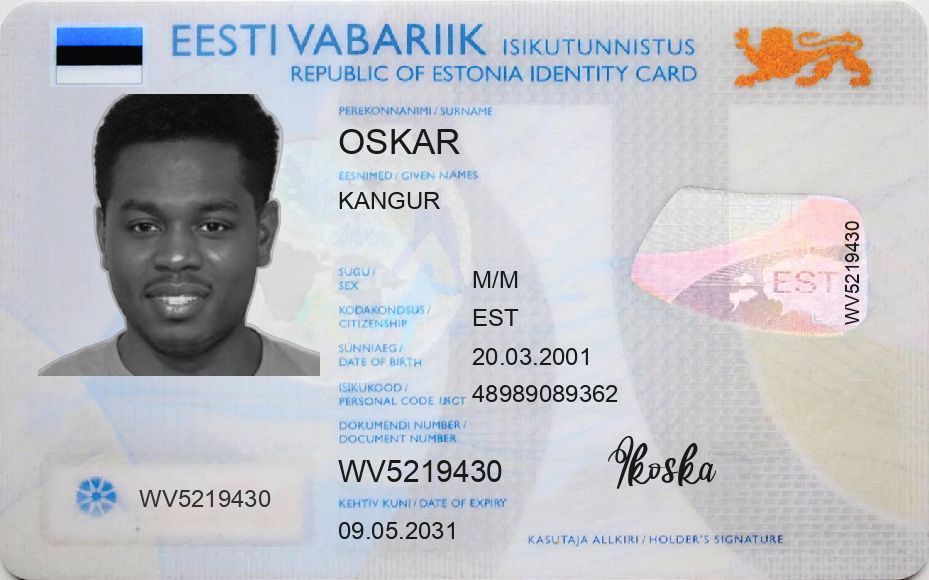 EESTI VABARIIK ISIKUTUNNISTUS
REPUBLIC OF ESTONIA IDENTITY CARD
PEREKONNANIMI / SURNAME
OSKAR
EESNIMED / GIVEN NAMES
KANGUR
SUGU /
SEX
M/M
KODAKONDSUS /
CITIZENSHIP
EST
SÜNNIAEG /
DATE OF BIRTH
20.03.2001
ISIKUKOOD /
PERSONAL CODE
48989089362
DOKUMENDI NUMBER /
DOCUMENT NUMBER
WV5219430
KEHTIV KUNI / DATE OF EXPIRY
09.05.2031
WV5219430
EST
WV5219430
KASUTAJA ALLKIRI / HOLDER'S SIGNATURE